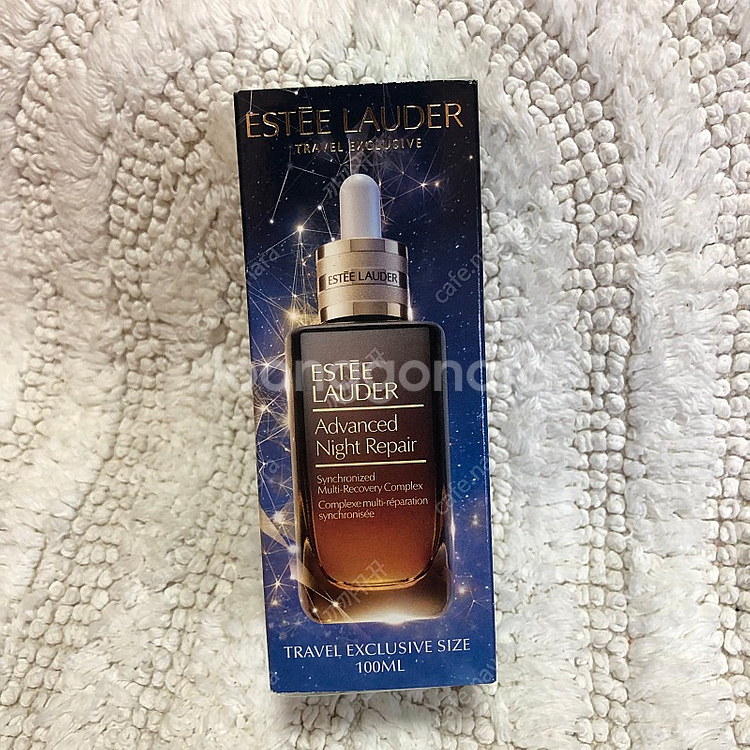 ESTĒE LAUDER
TRAVEL EXCLUSIVE
ESTĒE LAUDER
ESTĒE
LAUDER
Advanced
Night Repair
Synchronized
Multi-Recovery Complex
Complexe multi-réparation
synchronisée
TRAVEL EXCLUSIVE SIZE
100ML